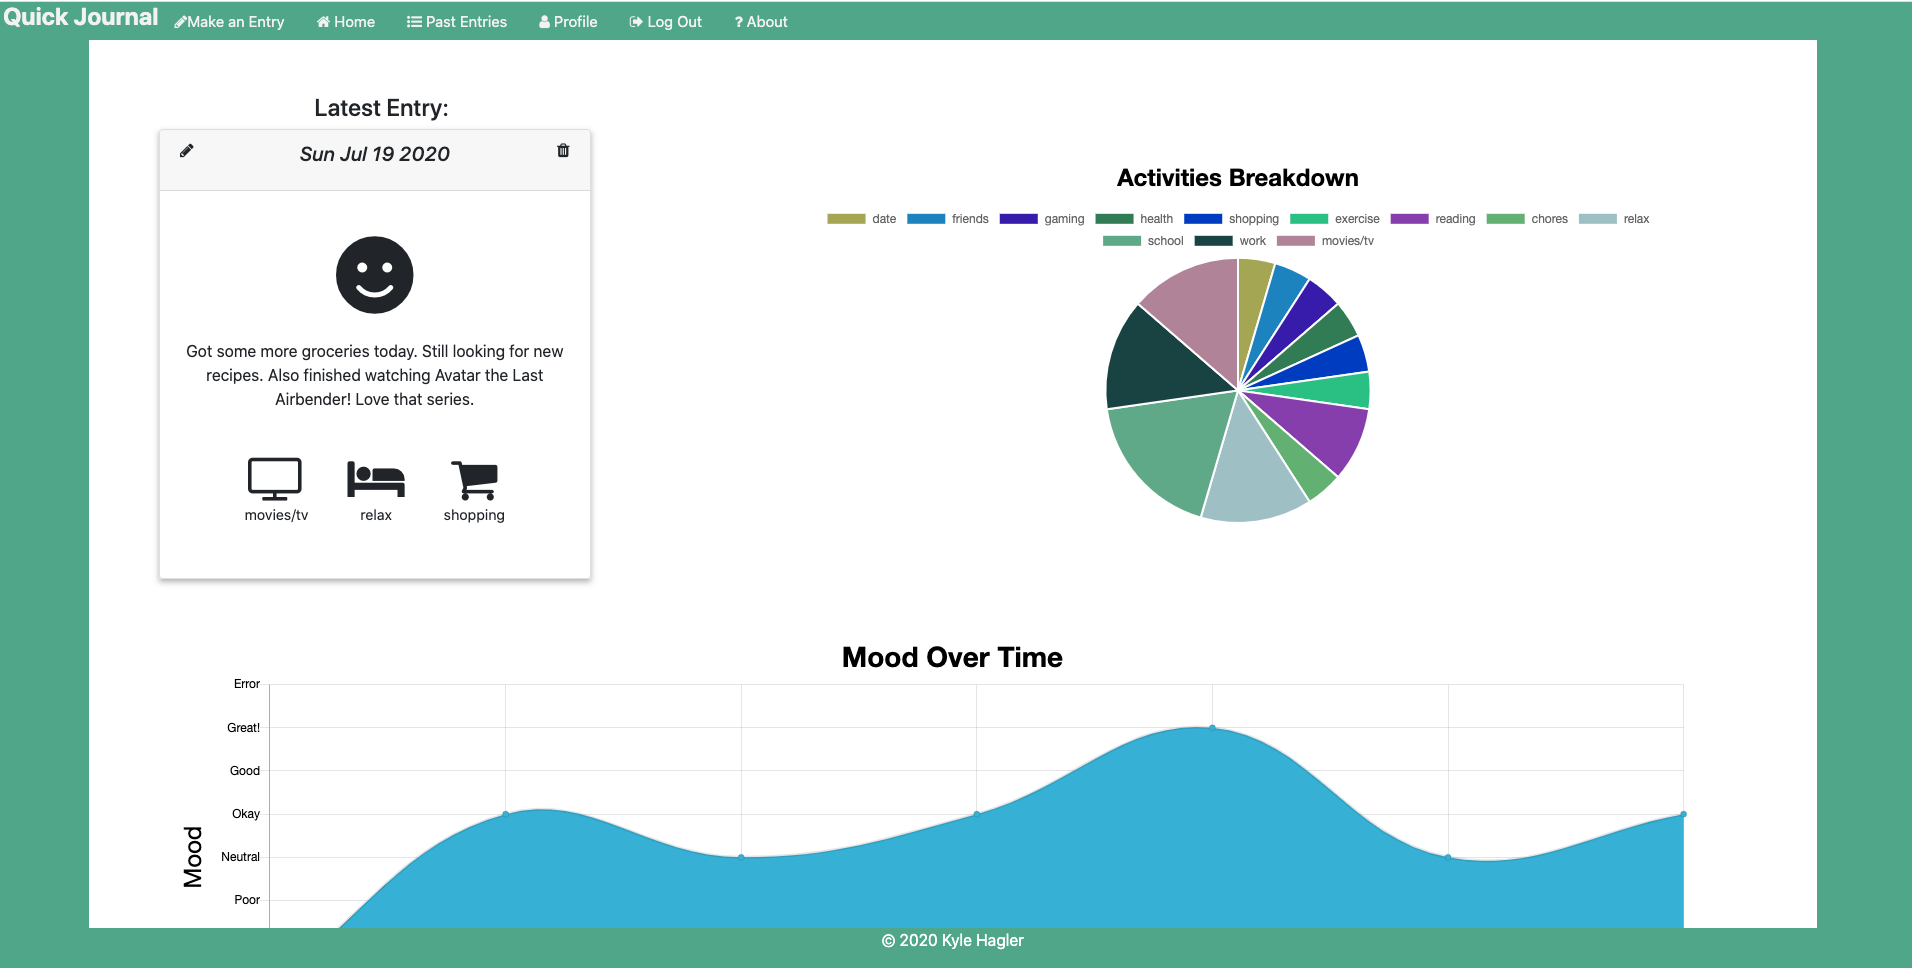 Quick Journal Make an Entry Home Past Entries Profile Log Out ? About
Latest Entry:
Sun Jul 19 2020
Got some more groceries today. Still looking for new
recipes. Also finished watching Avatar the Last
Airbender! Love that series.
movies/tv relax shopping
Activities Breakdown
date friends gaming health shopping exercise reading chores relax
school work movies/tv
Mood Over Time
Error
Great!
Good
Okay
Neutral
Poor
Mood
© 2020 Kyle Hagler